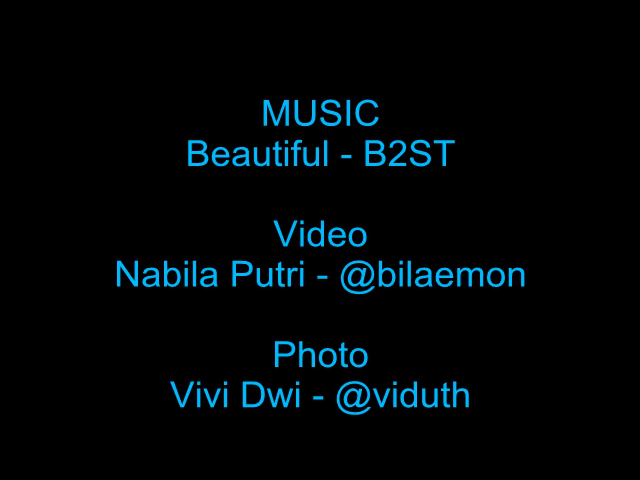 MUSIC
Beautiful - B2ST
Video
Nabila Putri - @bilaemon
Photo
Vivi Dwi - @viduth